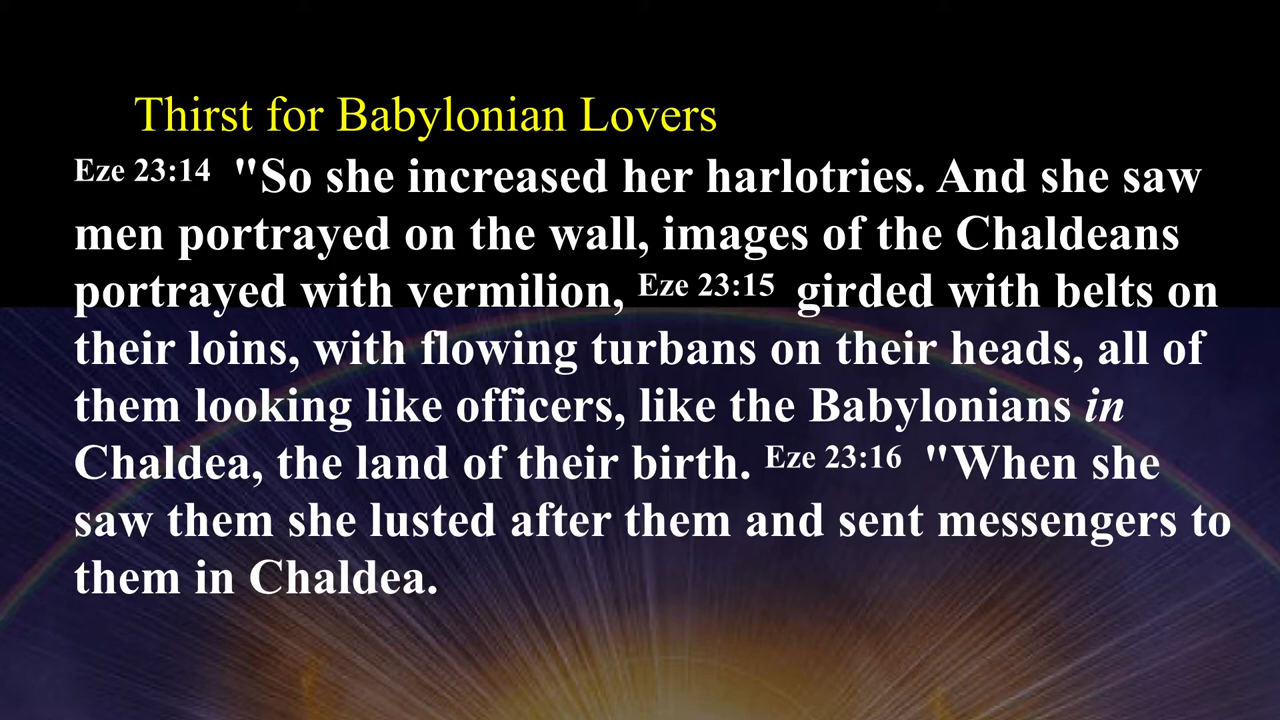 Thirst for Babylonian Lovers
Eze 23:14 "So she increased her harlotries. And she saw
men portrayed on the wall, images of the Chaldeans
portrayed with vermilion, Eze 23:15 girded with belts on
their loins, with flowing turbans on their heads, all of
them looking like officers, like the Babylonians in
Chaldea, the land of their birth. Eze 23:16 "When she
saw them she lusted after them and sent messengers to
them in Chaldea.